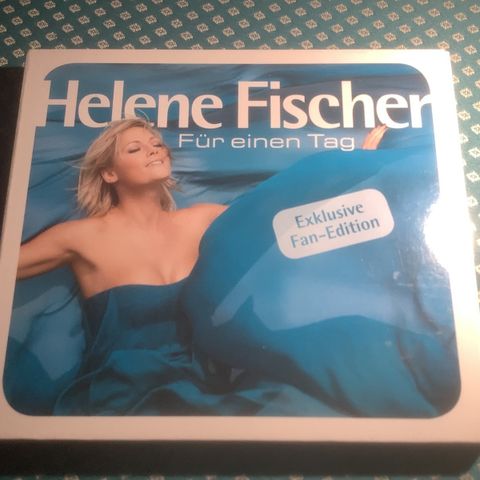 Helene Fischer
Für einen Tag
Exklusive
Fan-Edition